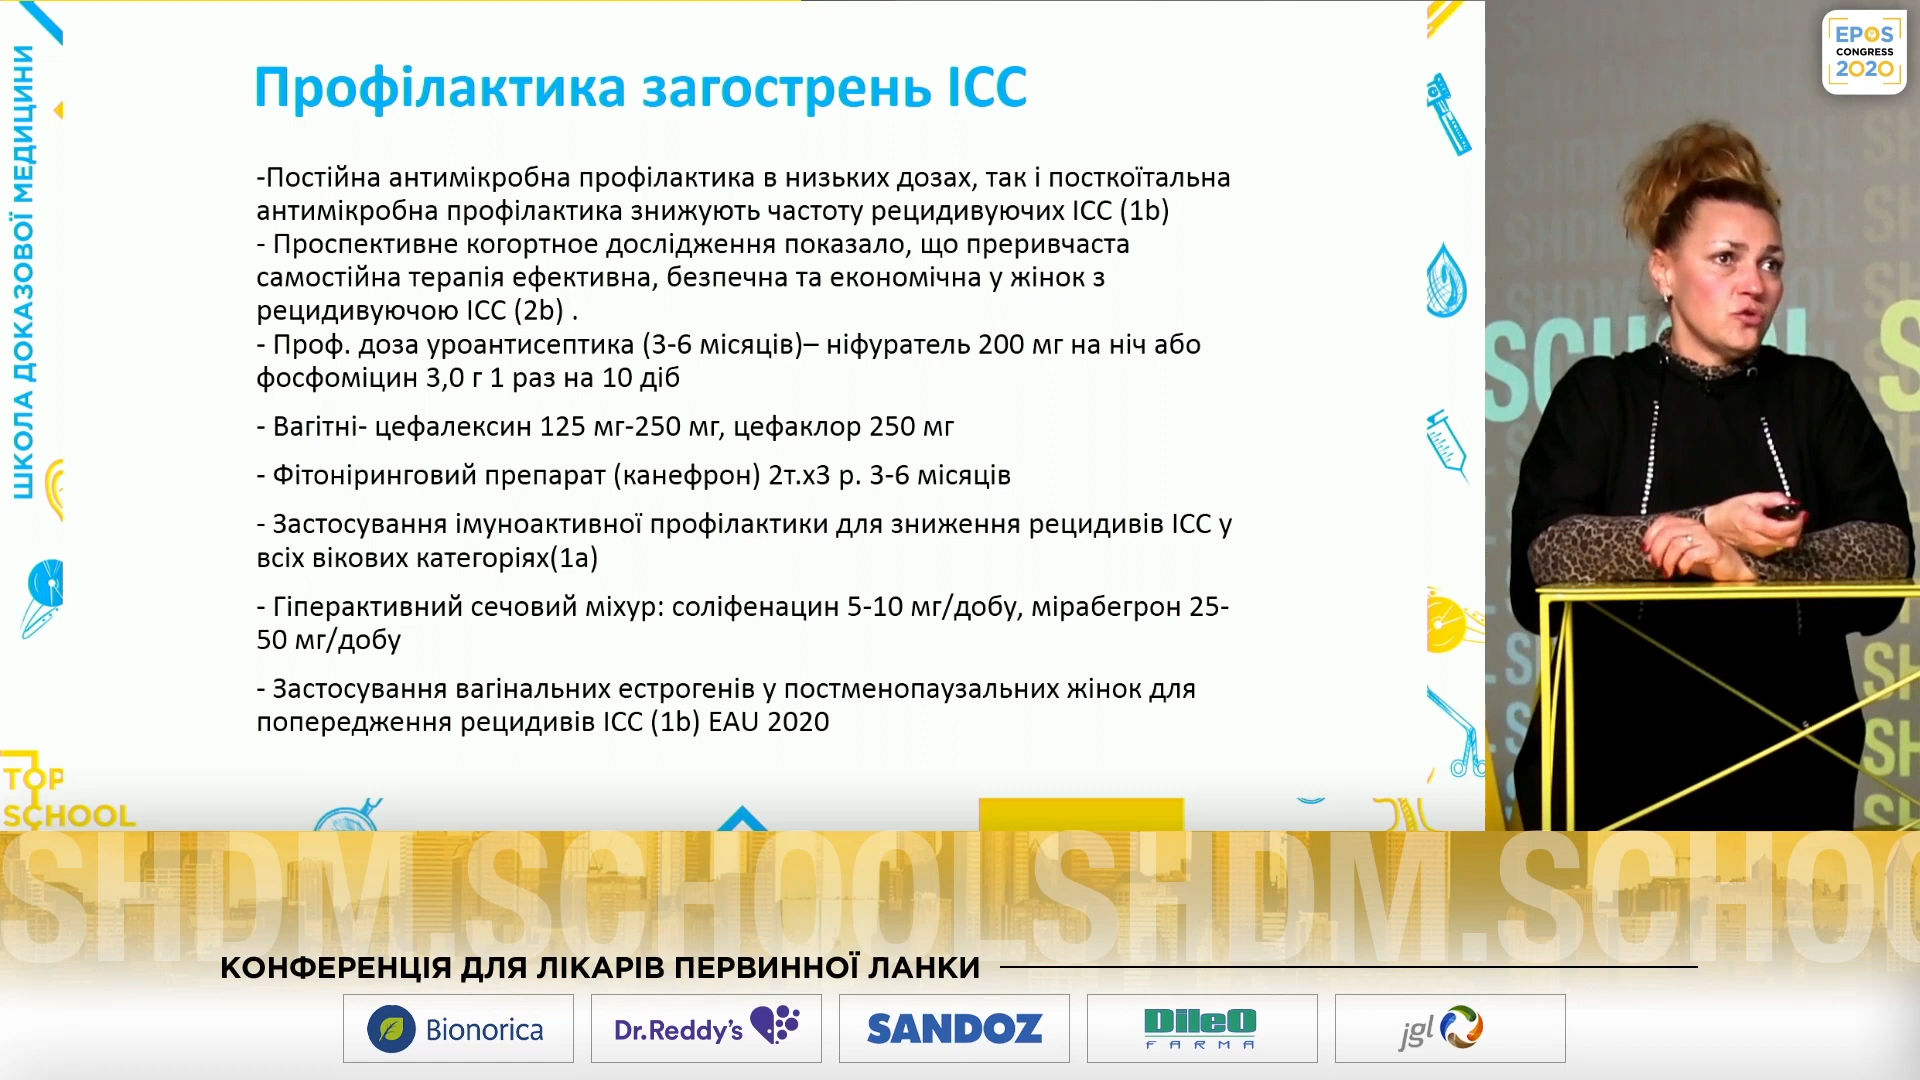 ШКОЛА ДОКАЗОВОЇ МЕДИЦИНИ
Профілактика загострень ІСС
-Постійна антимікробна профілактика в низьких дозах, так і посткоїтальна
антимікробна профілактика знижують частоту рецидивуючих ІСС (1b)
- Проспективне когортное дослідження показало, що преривчаста
самостійна терапія ефективна, безпечна та економічна у жінок з
рецидивуючою ІСС (2b) .
- Проф. доза уроантисептика (3-6 місяців)– ніфуратель 200 мг на ніч або
фосфоміцин 3,0 г 1 раз на 10 діб
- Вагітні- цефалексин 125 мг-250 мг, цефаклор 250 мг
- Фітоніринговий препарат (канефрон) 2т.х3 р. 3-6 місяців
- Застосування імуноактивної профілактики для зниження рецидивів ІСС у
всіх вікових категоріях(1а)
- Гіперактивний сечовий міхур: соліфенацин 5-10 мг/добу, мірабегрон 25-
50 мг/добу
- Застосування вагінальних естрогенів у постменопаузальних жінок для
попередження рецидивів ІСС (1b) EAU 2020
TOP
SCHOOL
EPOS
CONGRESS
2020
SCHOOL S
SHDM.SCHOOLSHDM.SCHOO
КОНФЕРЕНЦІЯ ДЛЯ ЛІКАРІВ ПЕРВИННОЇ ЛАНКИ
Bionorica
Dr.Reddy's
SANDOZ
DileO
FARMA
jgl